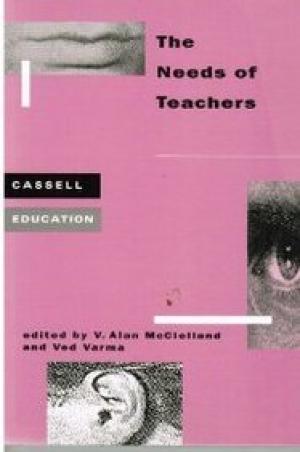 The
Needs of
Teachers
CASSELL
EDUCATION
edited by V. Alan McClelland
and Ved Varma